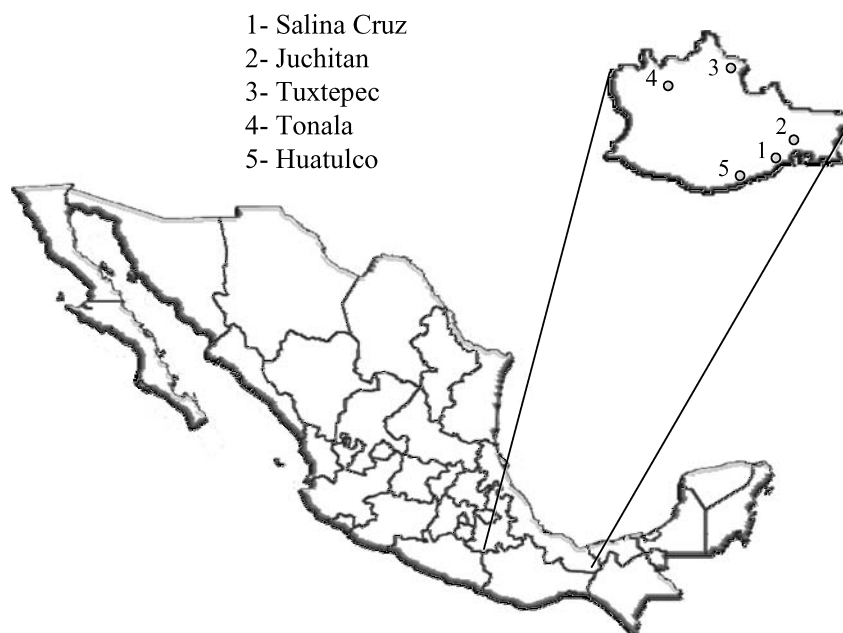 1- Salina Cruz
2- Juchitan
3- Tuxtepec
4- Tonala
5- Huatulco
3
4
2
1
5